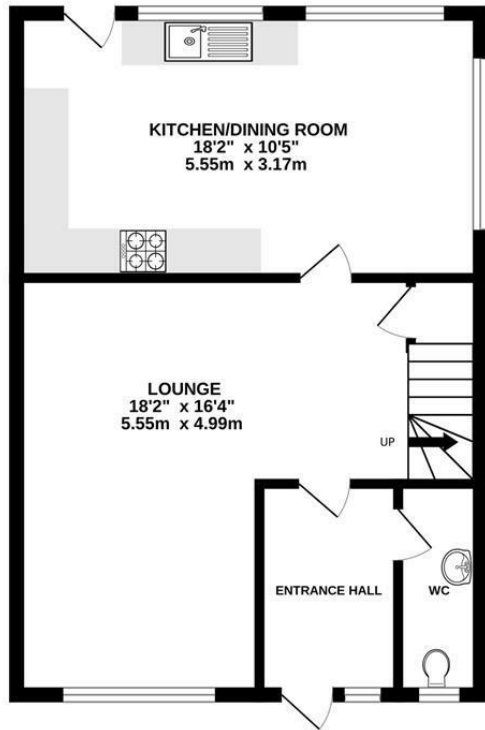 KITCHEN/DINING ROOM
18'2" x 10'5"
5.55m x 3.17m
LOUNGE
18'2" x 16'4"
5.55m x 4.99m
UP
ENTRANCE HALL
WC